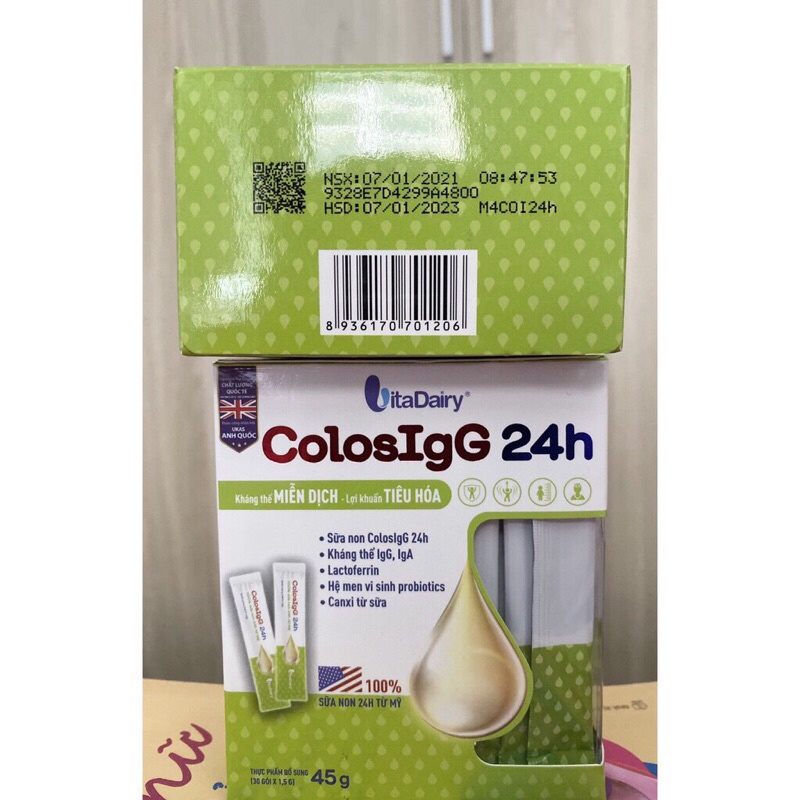 NSX:07/01/2021 08:47:53
9328E7D4299A4800
HSD:07/01/2023 M4COI24h
8 936170 701206
CHẤT LƯỢNG
QUỐC TẾ
UKAS
ANH QUỐC
VitaDairy®
ColosIgG 24h
Kháng thể MIỄN DỊCH - Lợi khuẩn TIÊU HÓA
• Sữa non ColosIgG 24h
• Kháng thể IgG, IgA
• Lactoferrin
• Hệ men vi sinh probiotics
• Canxi từ sữa
ColosIgG 24h
ColosIgG 24h
100%
SỮA NON 24H TỪ MỸ
THỰC PHẨM BỔ SUNG
(30 GÓI X 1,5 G)
45g